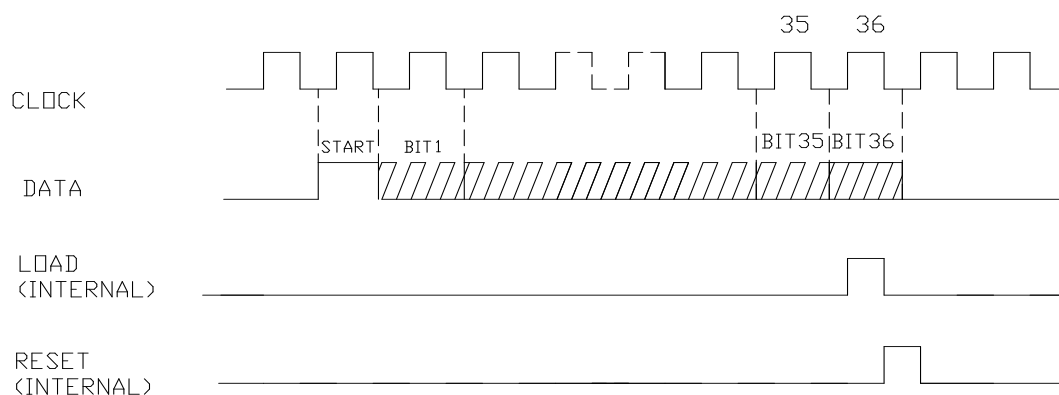 35 36
CLOCK
START BIT1 BIT35 BIT36
DATA
LOAD
(INTERNAL)
RESET
(INTERNAL)